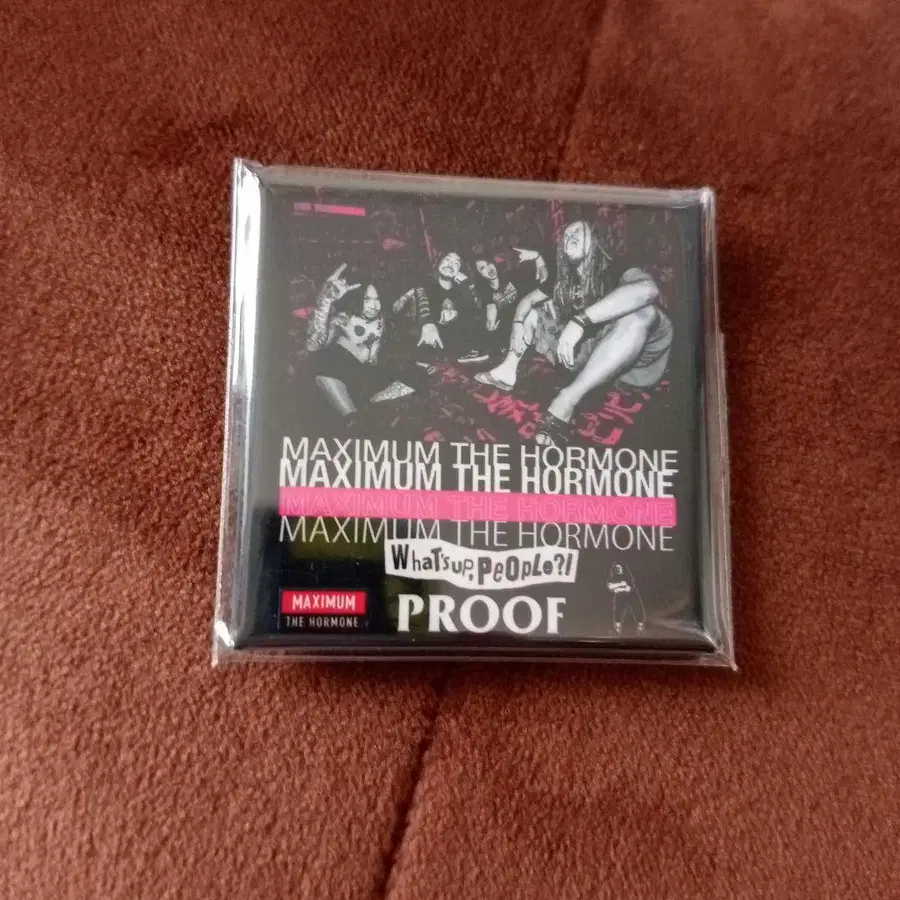 MAXIMUM THE HORMONE
MAXIMUM THE HORMONE
MAXIMUM THE HORMONE
MAXIMUM THE HORMONE
What's up, PeOple?!
MAXIMUM
THE HORMONE
PROOF